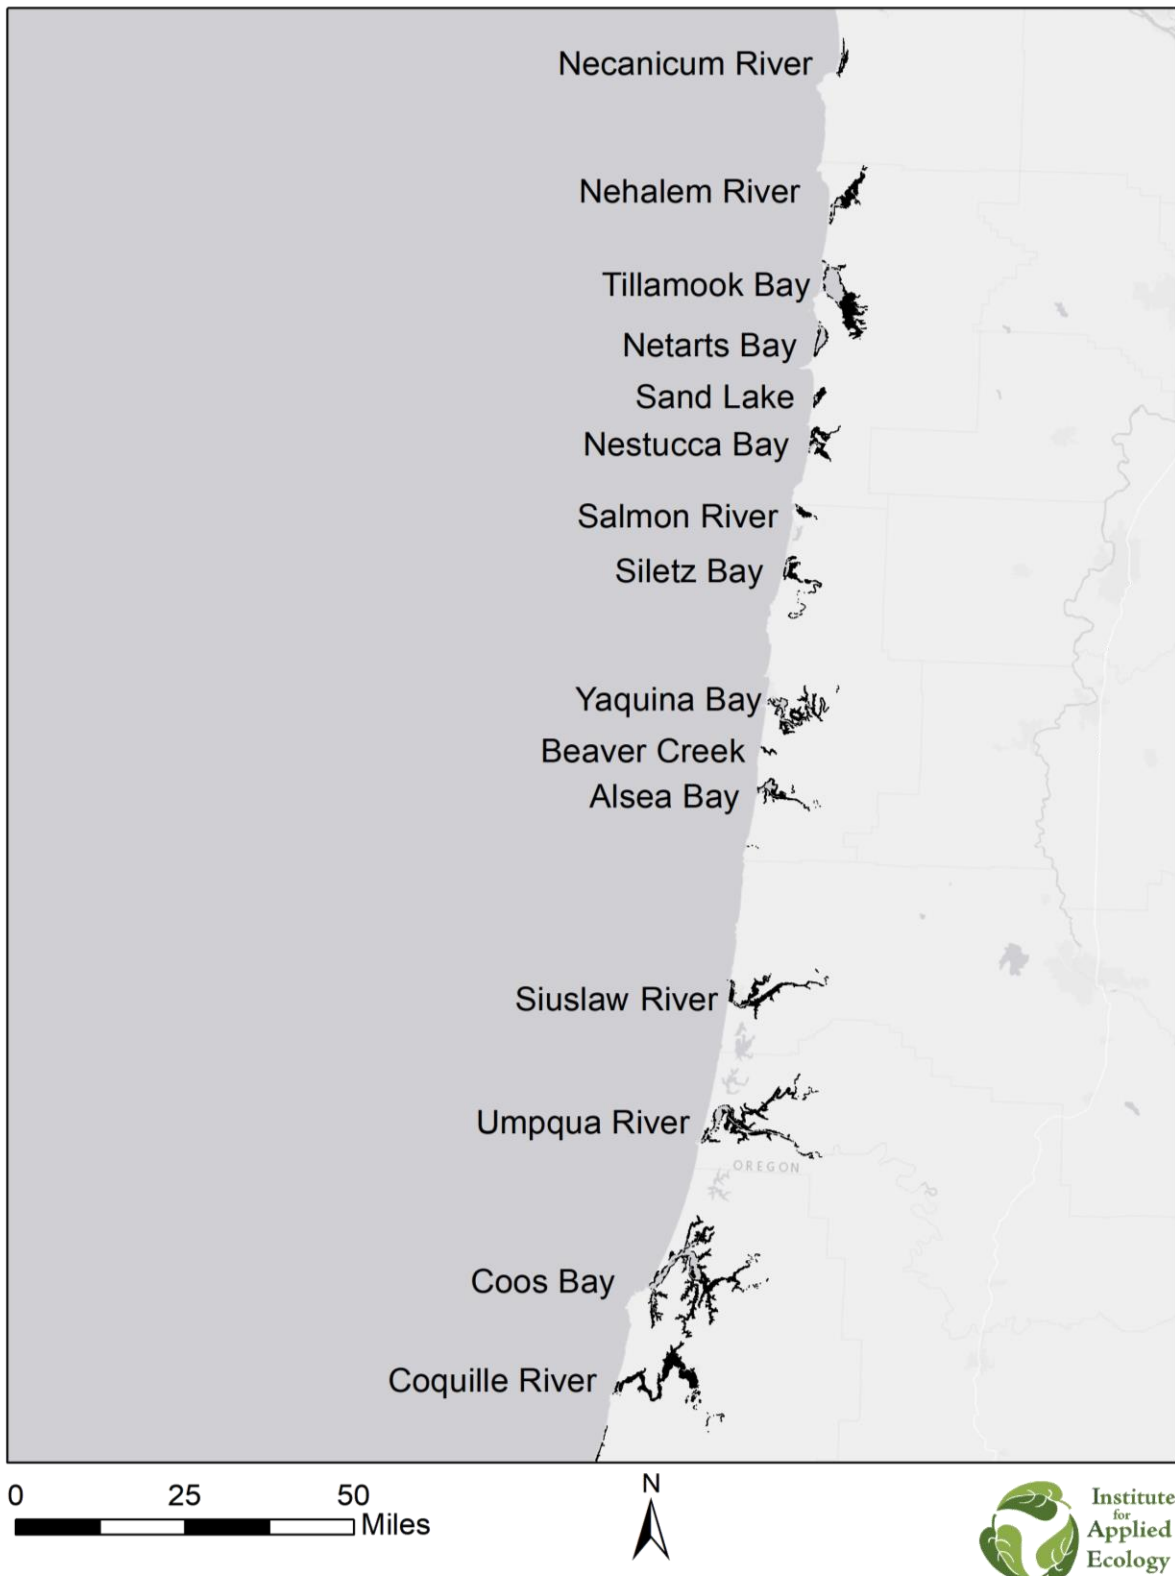 Necanicum River
Nehalem River
Tillamook Bay
Netarts Bay
Sand Lake
Nestucca Bay
Salmon River
Siletz Bay
Yaquina Bay
Beaver Creek
Alsea Bay
Siuslaw River
Umpqua River
OREGON
Coos Bay
Coquille River
0 25 50
Miles
N
Institute
for
Applied
Ecology